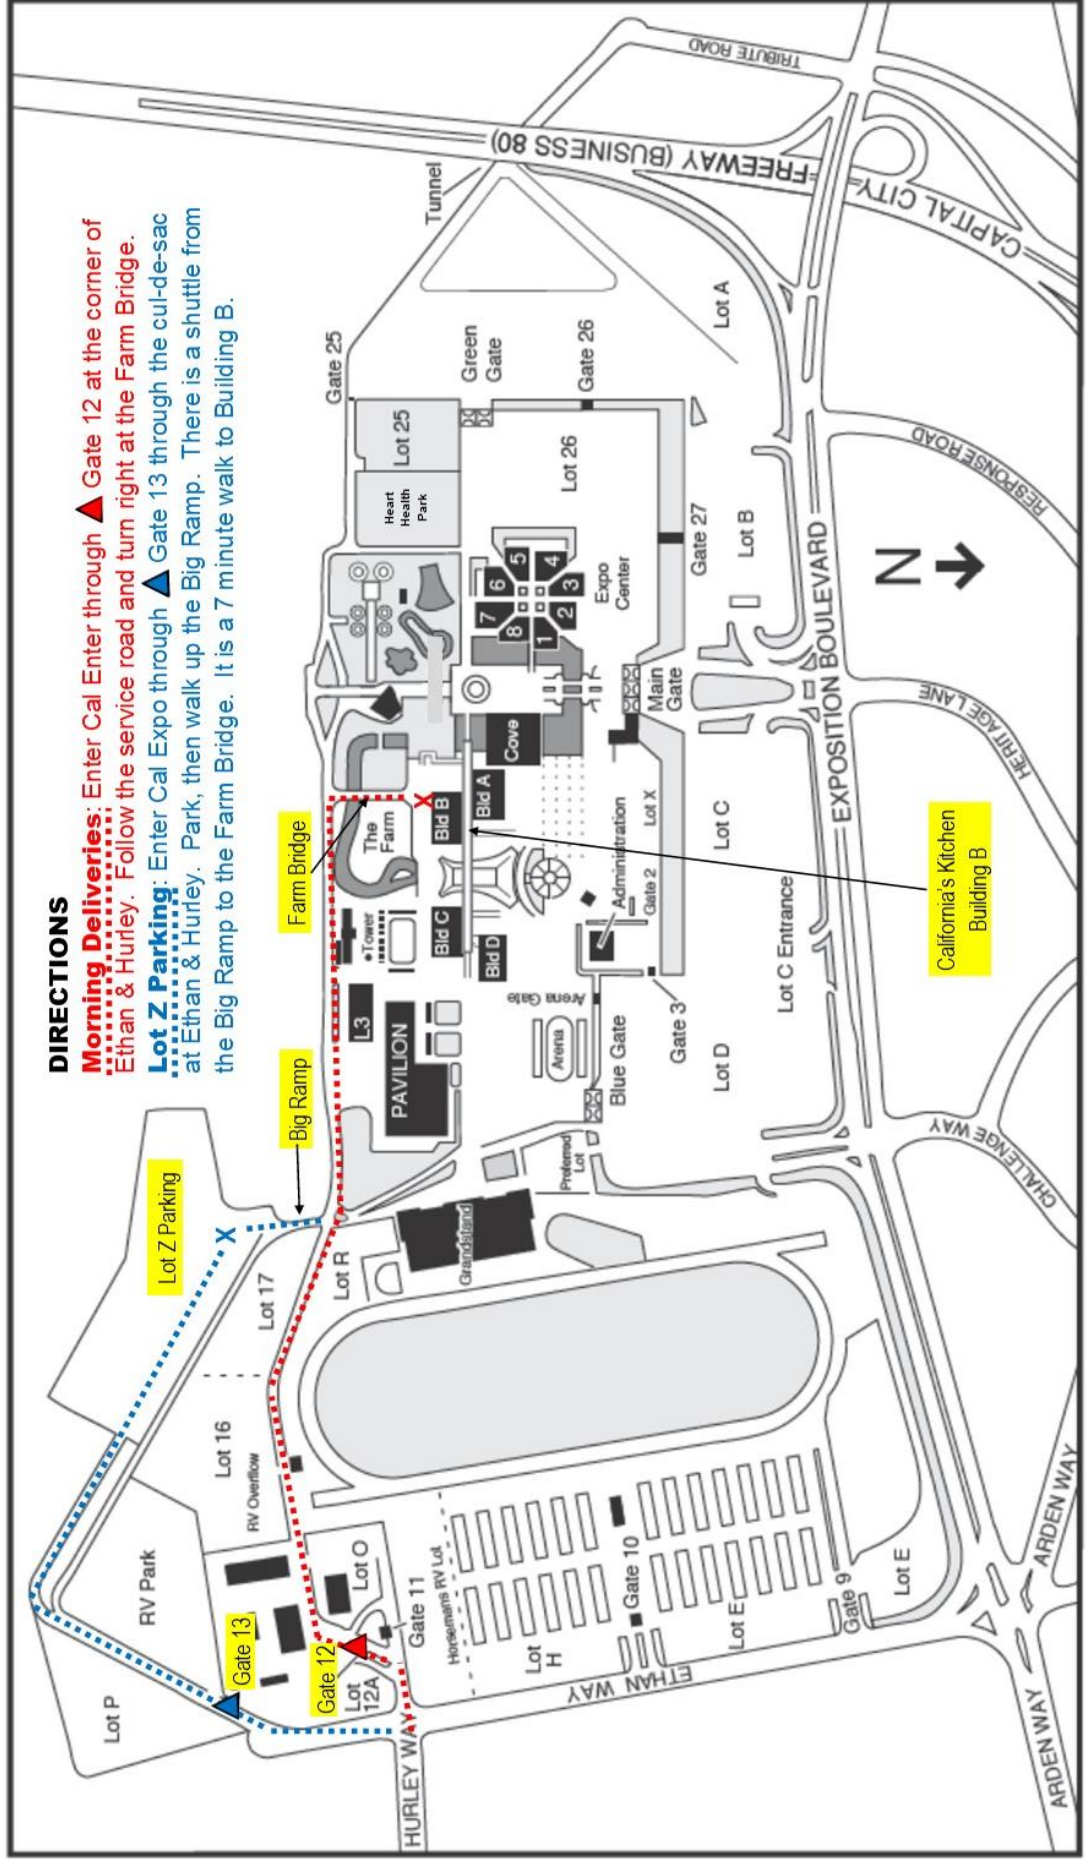 DIRECTIONS
Morning Deliveries: Enter Cal Enter through Gate 12 at the corner of
Ethan & Hurley. Follow the service road and turn right at the Farm Bridge.
Lot Z Parking: Enter Cal Expo through Gate 13 through the cul-de-sac
at Ethan & Hurley. Park, then walk up the Big Ramp. There is a shuttle from
the Big Ramp to the Farm Bridge. It is a 7 minute walk to Building B.
Lot P
Gate 13
RV Park
Lot Z Parking
X
Big Ramp
Lot 16
RV Overflow
Lot 17
Gate 12
Lot
12A
Lot O
Gate 11
HURLEY WAY
Lot R
Farm Bridge
Gate 25
Tunnel
TRIBUTE ROAD
L3
Tower
The
Farm
X
Heart
Health
Park
Lot 25
Green
Gate
PAVILION
Grandstand
Bld C
Bld B
Bld D
Bld A
Cove
7
6
5
8
4
1
2
3
Expo
Center
Lot 26
Gate 26
Horsemans RV Lot
Lot
H
Gate 10
Lot E
Gate 9
Lot E
ETHAN WAY
Preferred
Lot
Arena
Arena Gate
Blue Gate
Gate 3
Administration
Gate 2
Lot X
Main
Gate
Gate 27
Lot A
Lot B
Lot C
Lot D
Lot C Entrance
EXPOSITION BOULEVARD
CAPITAL CITY FREEWAY (BUSINESS 80)
N
California's Kitchen
Building B
ARDEN WAY
ARDEN WAY
CHALLENGE WAY
HERITAGE LANE
RESPONSE ROAD